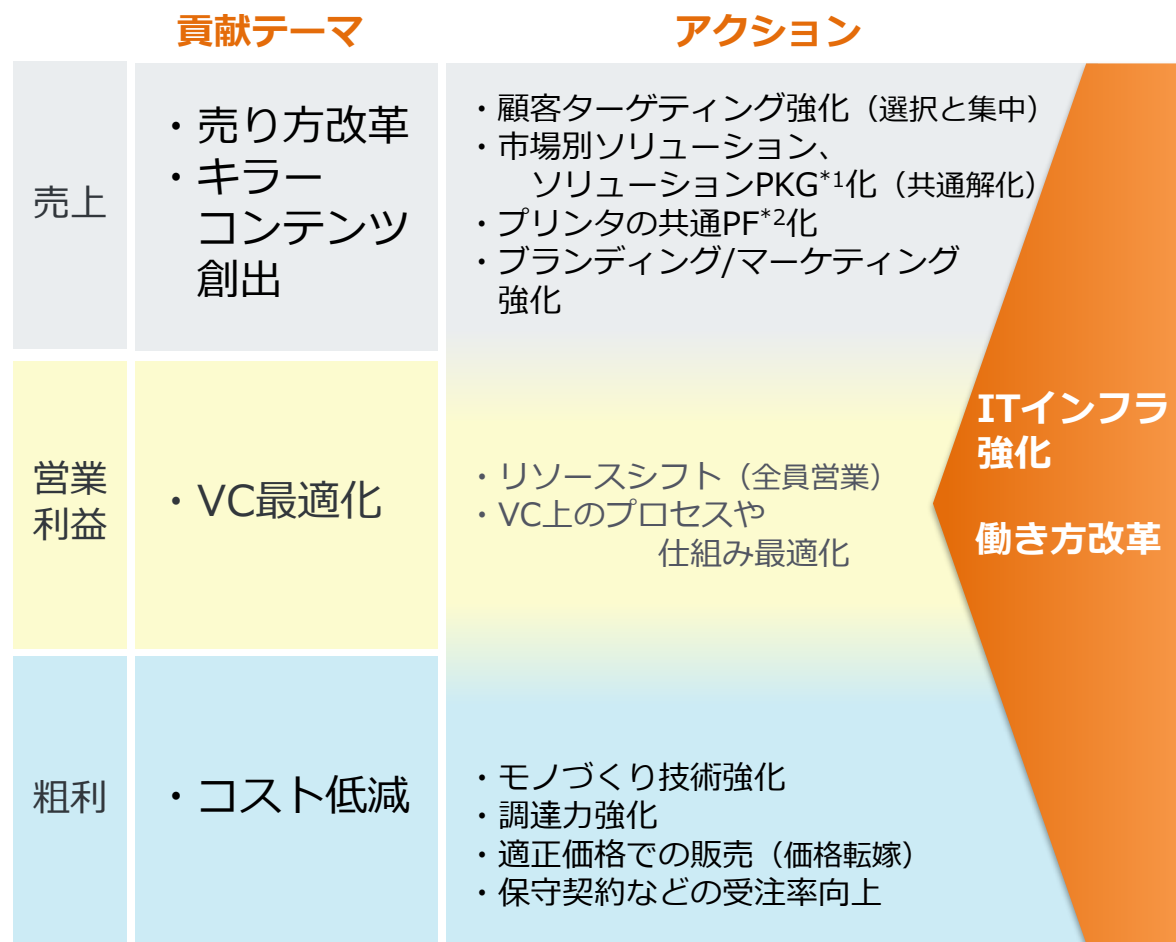 貢献テーマ
アクション
売上
・売り方改革
・キラー
コンテンツ
創出
・顧客ターゲティング強化（選択と集中）
・市場別ソリューション、
ソリューションPKG*1化（共通解化）
・プリンタの共通PF*2化
・ブランディング/マーケティング
強化
営業
利益
・VC最適化
・リソースシフト（全員営業）
・VC上のプロセスや
仕組み最適化
粗利
・コスト低減
・モノづくり技術強化
・調達力強化
・適正価格での販売（価格転嫁）
・保守契約などの受注率向上
ITインフラ
強化
働き方改革